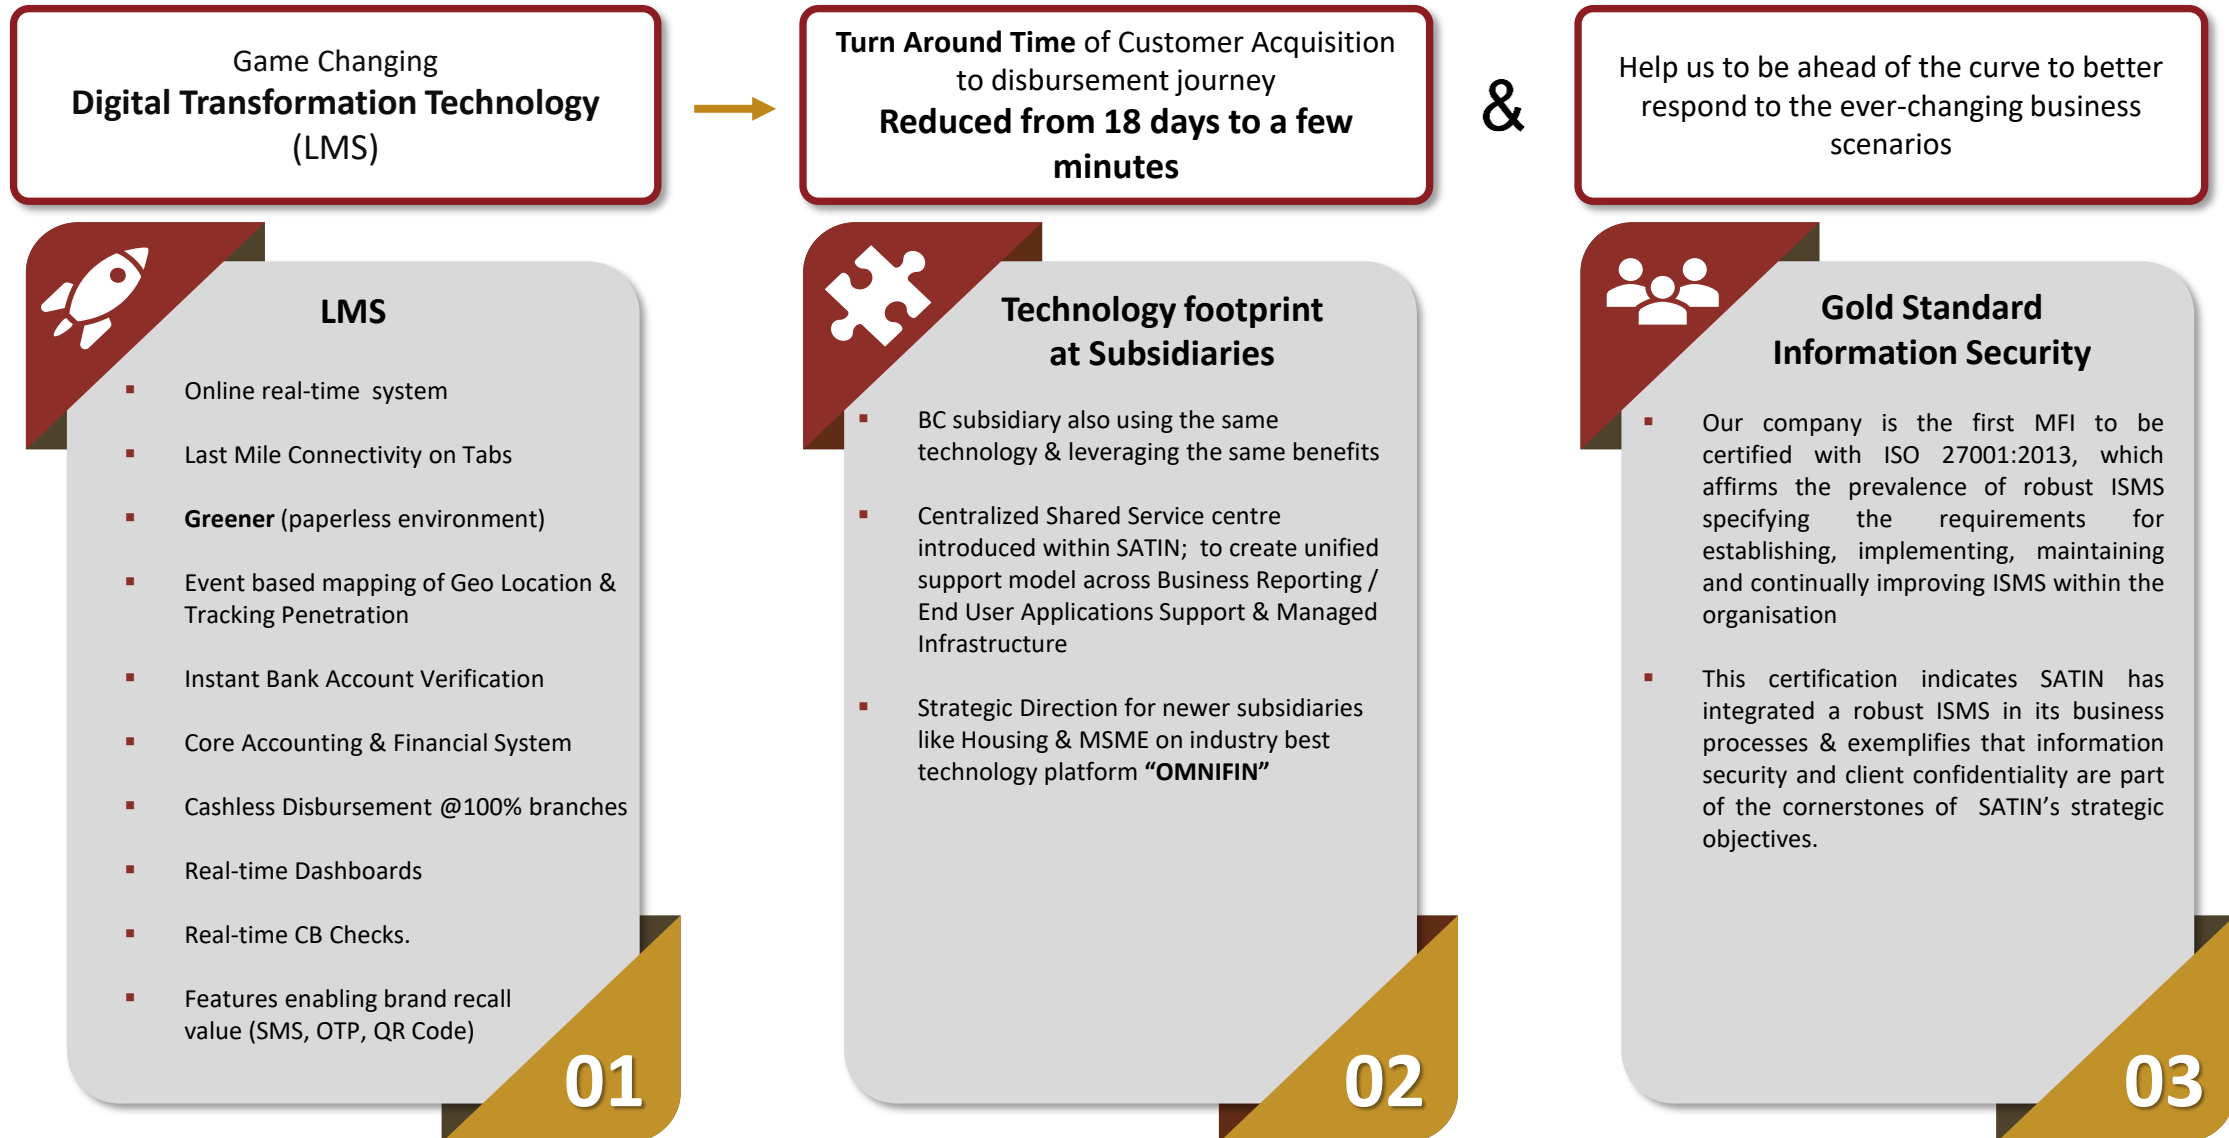 Game Changing
Digital Transformation Technology
(LMS)
Turn Around Time of Customer Acquisition
to disbursement journey
Reduced from 18 days to a few
minutes
&
Help us to be ahead of the curve to better
respond to the ever-changing business
scenarios
LMS
▪ Online real-time system
▪ Last Mile Connectivity on Tabs
▪ Greener (paperless environment)
▪ Event based mapping of Geo Location &
Tracking Penetration
▪ Instant Bank Account Verification
▪ Core Accounting & Financial System
▪ Cashless Disbursement @100% branches
▪ Real-time Dashboards
▪ Real-time CB Checks.
▪ Features enabling brand recall
value (SMS, OTP, QR Code)
01
Technology footprint
at Subsidiaries
▪ BC subsidiary also using the same
technology & leveraging the same benefits
▪ Centralized Shared Service centre
introduced within SATIN; to create unified
support model across Business Reporting /
End User Applications Support & Managed
Infrastructure
▪ Strategic Direction for newer subsidiaries
like Housing & MSME on industry best
technology platform “OMNIFIN”
02
Gold Standard
Information Security
▪ Our company is the first MFI to be
certified with ISO 27001:2013, which
affirms the prevalence of robust ISMS
specifying the requirements for
establishing, implementing, maintaining
and continually improving ISMS within the
organisation
▪ This certification indicates SATIN has
integrated a robust ISMS in its business
processes & exemplifies that information
security and client confidentiality are part
of the cornerstones of SATIN’s strategic
objectives.
03